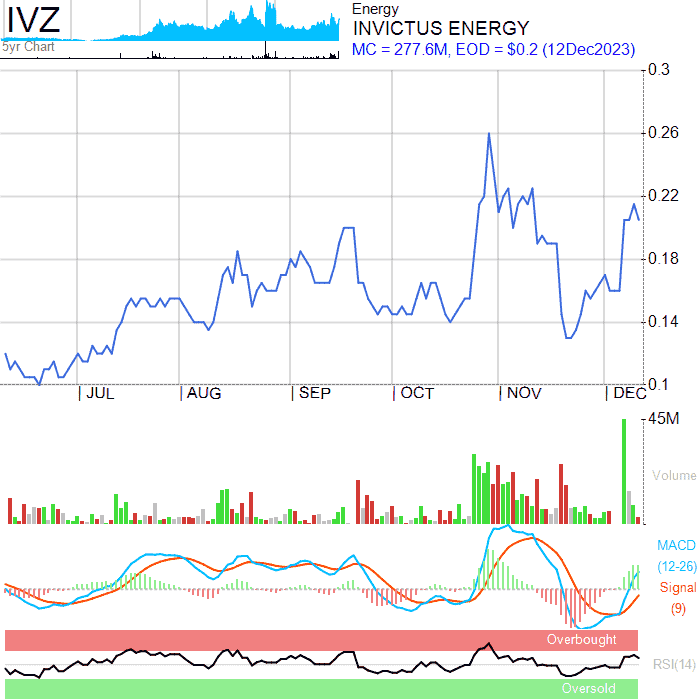 IVZ
5yr Chart
Energy
INVICTUS ENERGY
MC = 277.6M, EOD = $0.2 (12Dec2023)
0.3
0.26
0.22
0.18
0.14
0.1
JUL AUG SEP OCT NOV DEC
45M
Volume
MACD
(12-26)
Signal
(9)
Overbought
RSI(14)
Oversold